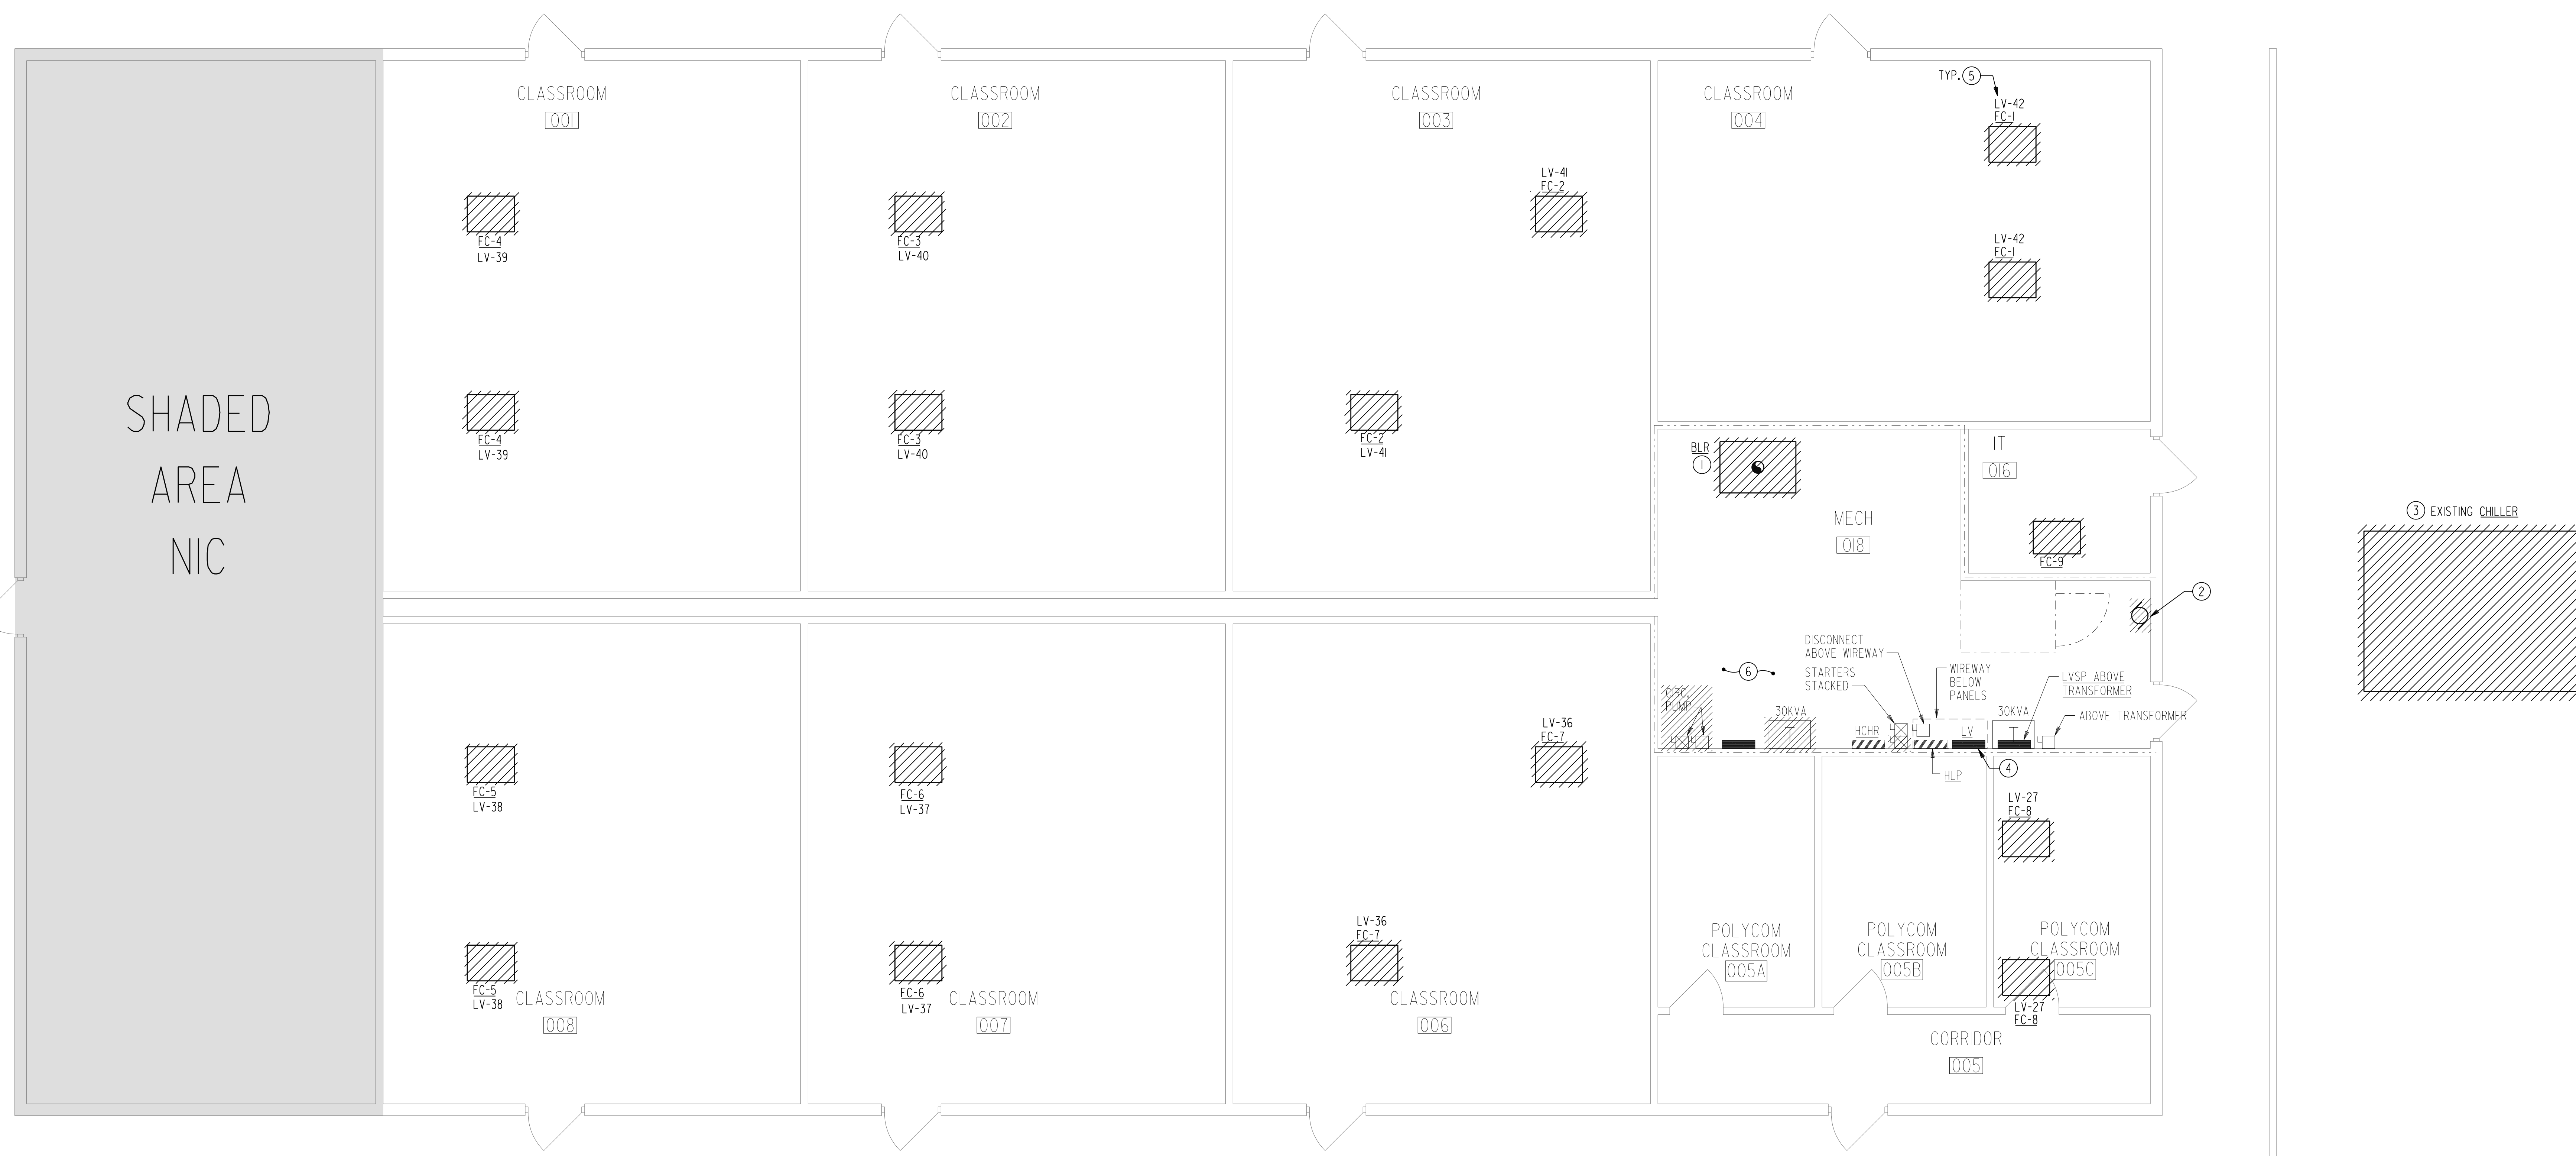 SHADED
AREA
NIC
CLASSROOM
001
FC-4
LV-39
FC-4
LV-39
CLASSROOM
002
FC-3
LV-40
FC-3
LV-40
CLASSROOM
003
LV-41
FC-2
FC-2
LV-41
CLASSROOM
004
TYP. 5
LV-42
FC-1
LV-42
FC-1
BLR
1
MECH
018
IT
016
FC-9
2
3 EXISTING CHILLER
DISCONNECT
ABOVE WIREWAY
STARTERS
STACKED
6
WIREWAY
BELOW
PANELS
LVSP ABOVE
TRANSFORMER
ABOVE TRANSFORMER
CIRC.
PUMP
30KVA
T
HCHR
LV
30KVA
T
HLP
4
FC-5
LV-38
FC-5
LV-38
CLASSROOM
008
FC-6
LV-37
FC-6
LV-37
CLASSROOM
007
LV-36
FC-7
LV-36
FC-7
CLASSROOM
006
POLYCOM
CLASSROOM
005A
POLYCOM
CLASSROOM
005B
LV-27
FC-8
POLYCOM
CLASSROOM
005C
LV-27
FC-8
CORRIDOR
005